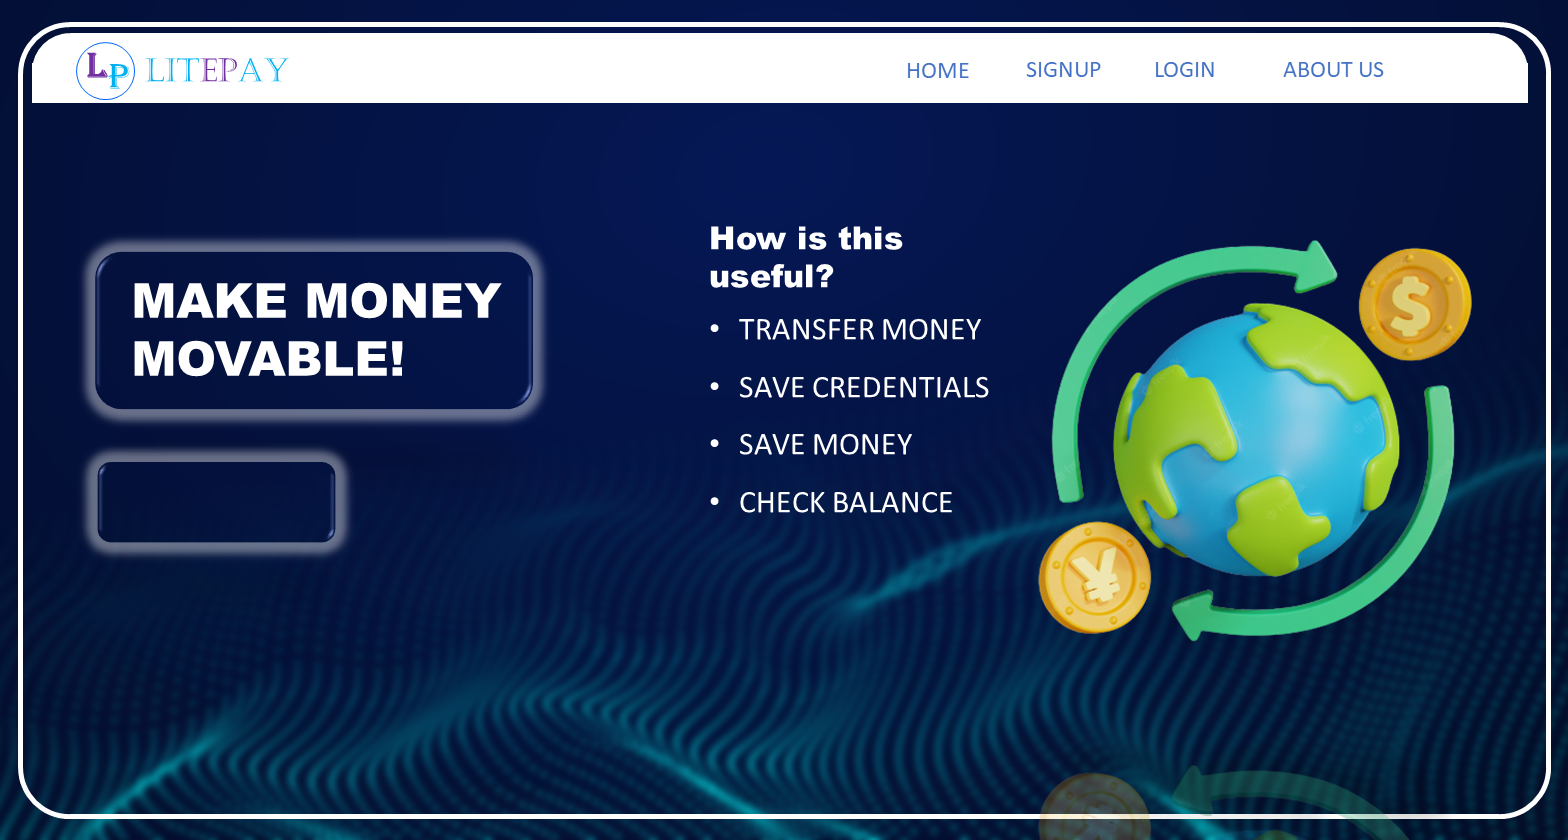 LP LITEPAY
HOME SIGNUP LOGIN ABOUT US
MAKE MONEY
MOVABLE!
How is this
useful?
• TRANSFER MONEY
• SAVE CREDENTIALS
• SAVE MONEY
• CHECK BALANCE
$
¥